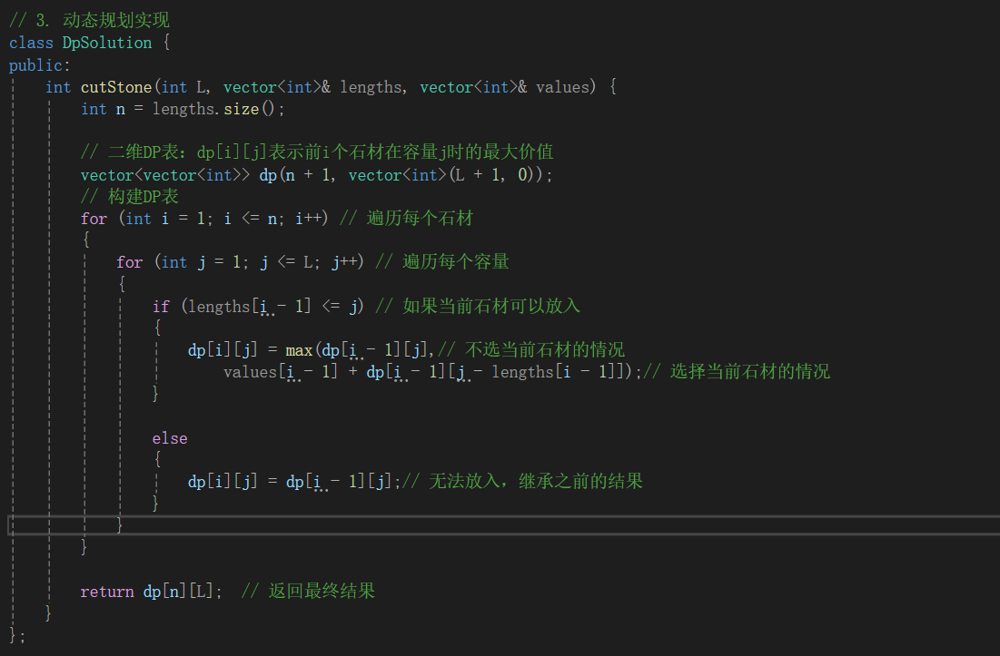 // 3. 动态规划实现
class DpSolution {
public:
    int cutStone(int L, vector<int>& lengths, vector<int>& values) {
        int n = lengths.size();

        // 二维DP表：dp[i][j]表示前i个石材在容量j时的最大价值
        vector<vector<int>> dp(n + 1, vector<int>(L + 1, 0));
        // 构建DP表
        for (int i = 1; i <= n; i++) // 遍历每个石材
        {
            for (int j = 1; j <= L; j++) // 遍历每个容量
            {
                if (lengths[i - 1] <= j) // 如果当前石材可以放入
                {
                    dp[i][j] = max(dp[i - 1][j],// 不选当前石材的情况
                        values[i - 1] + dp[i - 1][j - lengths[i - 1]]);// 选择当前石材的情况
                }

                else
                {
                    dp[i][j] = dp[i - 1][j];// 无法放入，继承之前的结果
                }
            }
        }

        return dp[n][L];  // 返回最终结果
    }
};